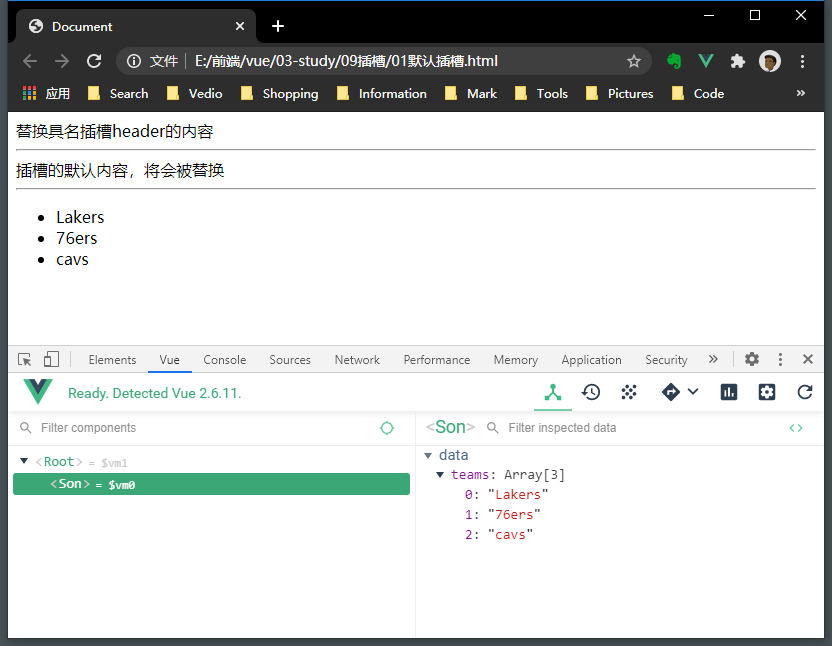 Document
文件 E:/前端/vue/03-study/09插槽/01默认插槽.html
应用 Search Vedio Shopping Information Mark Tools Pictures Code »
替换具名插槽header的内容
插槽的默认内容，将会被替换
Lakers
76ers
cavs
Elements Vue Console Sources Network Performance Memory Application Security »
Ready. Detected Vue 2.6.11.
Filter components
<Son> Filter inspected data
<Root> = $vm1
<Son> = $vm0
data
teams: Array[3]
0: "Lakers"
1: "76ers"
2: "cavs"